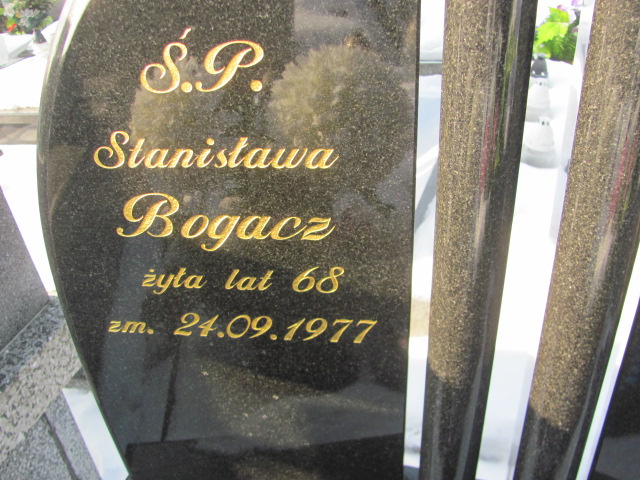 Ś.P.
Stanisława
Bogacz
żyła lat 68
zm. 24.09.1977